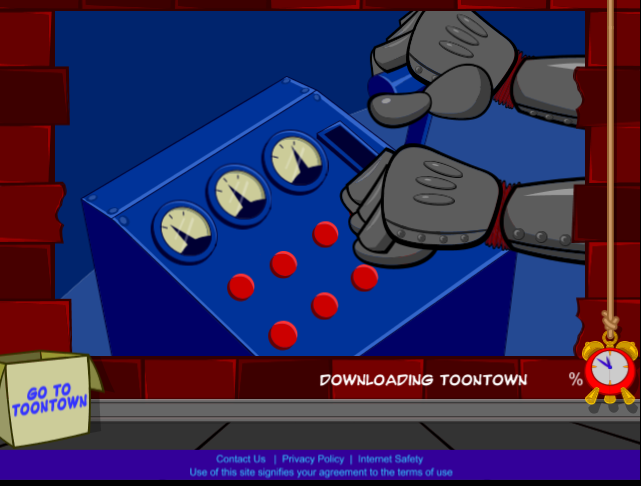 DOWNLOADING TOONTOWN %
GO TO
TOONTOWN
Contact Us | Privacy Policy | Internet Safety
Use of this site signifies your agreement to the terms of use